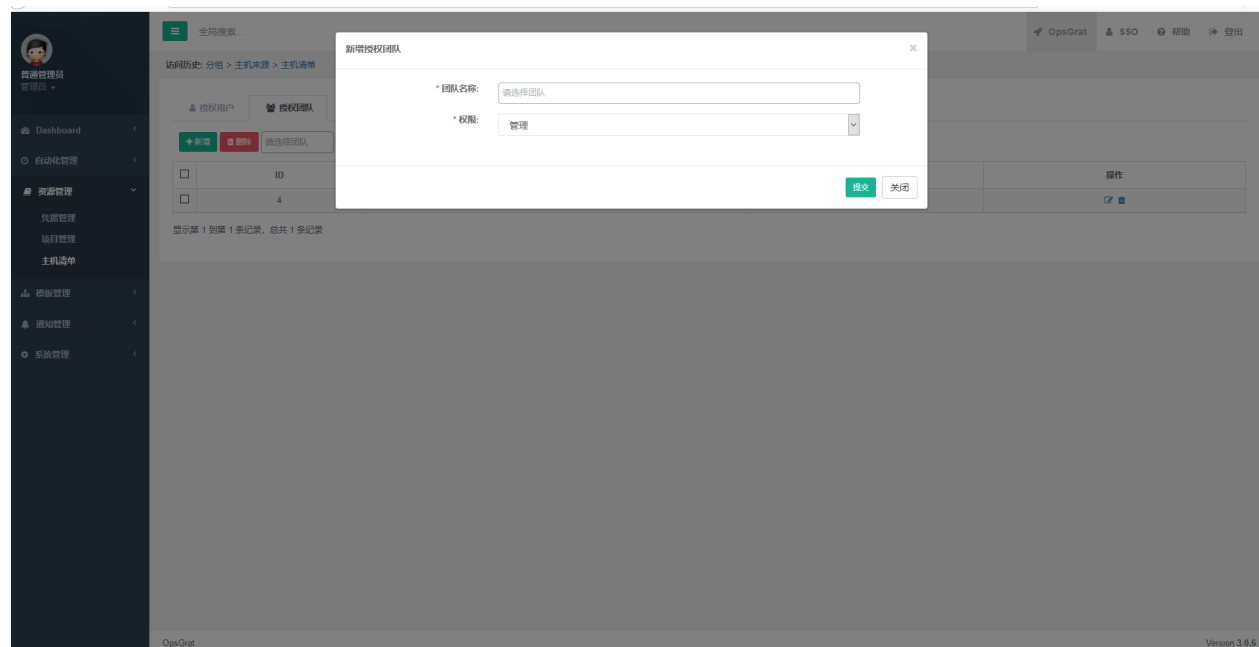 全局搜索...
OpsGrat
SSO
帮助
登出
普通管理员
管理员
Dashboard
自动化管理
资源管理
凭据管理
项目管理
主机清单
模板管理
通知管理
系统管理
访问历史: 分组 > 主机来源 > 主机清单
授权用户
授权团队
新增
删除
请选择团队
ID
操作
4
显示第 1 到第 1 条记录，总共 1 条记录
新增授权团队
×
* 团队名称:
请选择团队
* 权限:
管理
提交
关闭
OpsGrat
Version 3.0.6